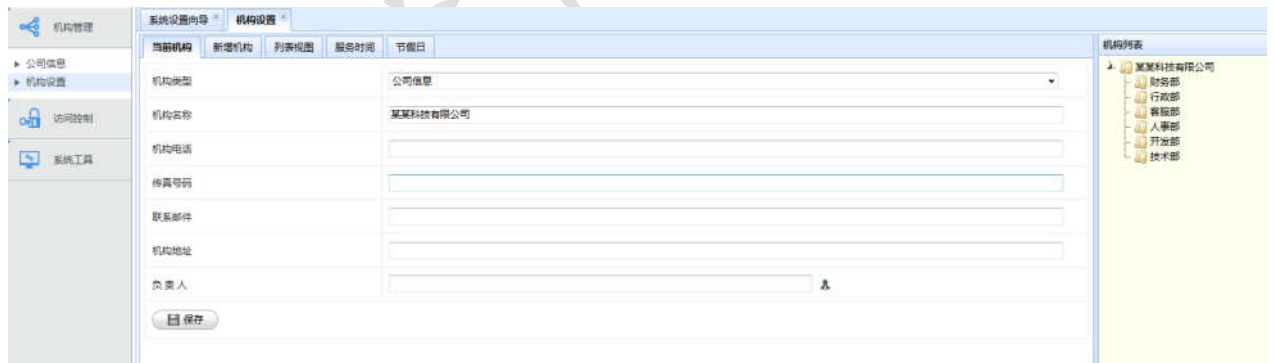 机构管理
公司信息
机构设置
访问控制
系统工具
系统设置向导 × 机构设置 ×
当前机构 新增机构 列表视图 服务时间 节假日
机构类型 公司信息
机构名称 某某科技有限公司
机构电话
传真号码
联系邮件
机构地址
负责人
保存
机构列表
某某科技有限公司
财务部
行政部
客服部
人事部
开发部
技术部